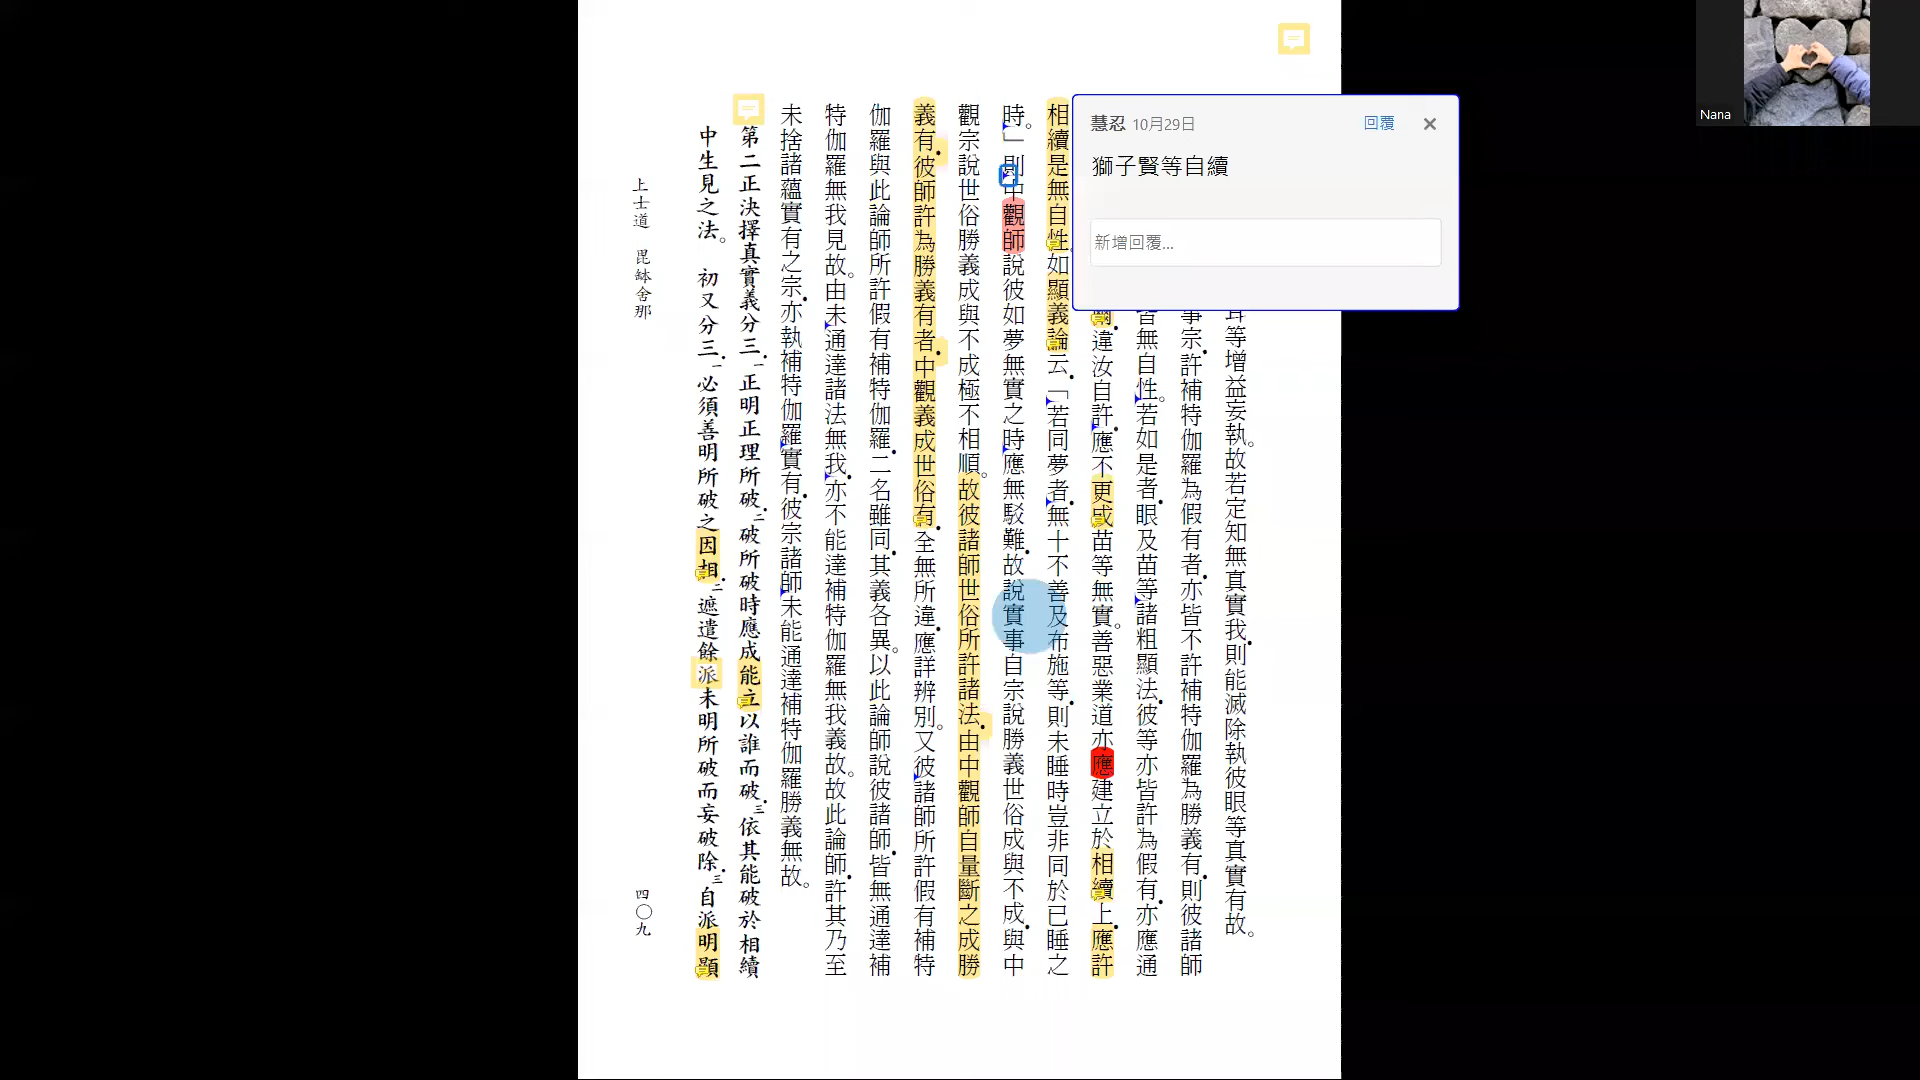 耳等增益妄執。故若定知無真實我，則能滅除執彼眼等真實有故。
事宗，許補特伽羅為假有者，亦皆不許補特伽羅為勝義有，則彼諸師
皆無自性。若如是者，眼及苗等諸粗顯法，彼等亦皆許為假有，亦應通
爾，違汝自許，應不更成苗等無實。善惡業道亦應建立於相續上，應許
相續是無自性。如顯義論云，「若同夢者，無十不善及布施等，則未睡時豈非同於已睡之
時。」則中觀師說彼如夢無實之時，應無駁難，故說實事自宗說勝義世俗成與不成，與中
觀宗說世俗勝義成與不成極不相順。故彼諸師世俗所許諸法，由中觀師自量斷之成勝
義有，彼師許為勝義有者，中觀義成世俗有，全無所違，應詳辨別。又彼諸師所許假有補特
伽羅與此論師所許假有補特伽羅，二名雖同，其義各異。以此論師說彼諸師，皆無通達補
特伽羅無我見故。由未通達諸法無我，亦不能達補特伽羅無我義故。故此論師，許其乃至
未捨諸蘊實有之宗，亦執補特伽羅實有，彼宗諸師未能通達補特伽羅勝義無故。
第二正決擇真實義分三，一正明正理所破，二破所破時應成能立以誰而破，三依其能破於相續
中生見之法。 初又分三，一必須善明所破之因相，二遮遣餘派未明所破而妄破除，三自派明顯
上士道 毘缽舍那
四〇九
慧忍 10月29日
回覆
獅子賢等自續
新增回覆...
Nana